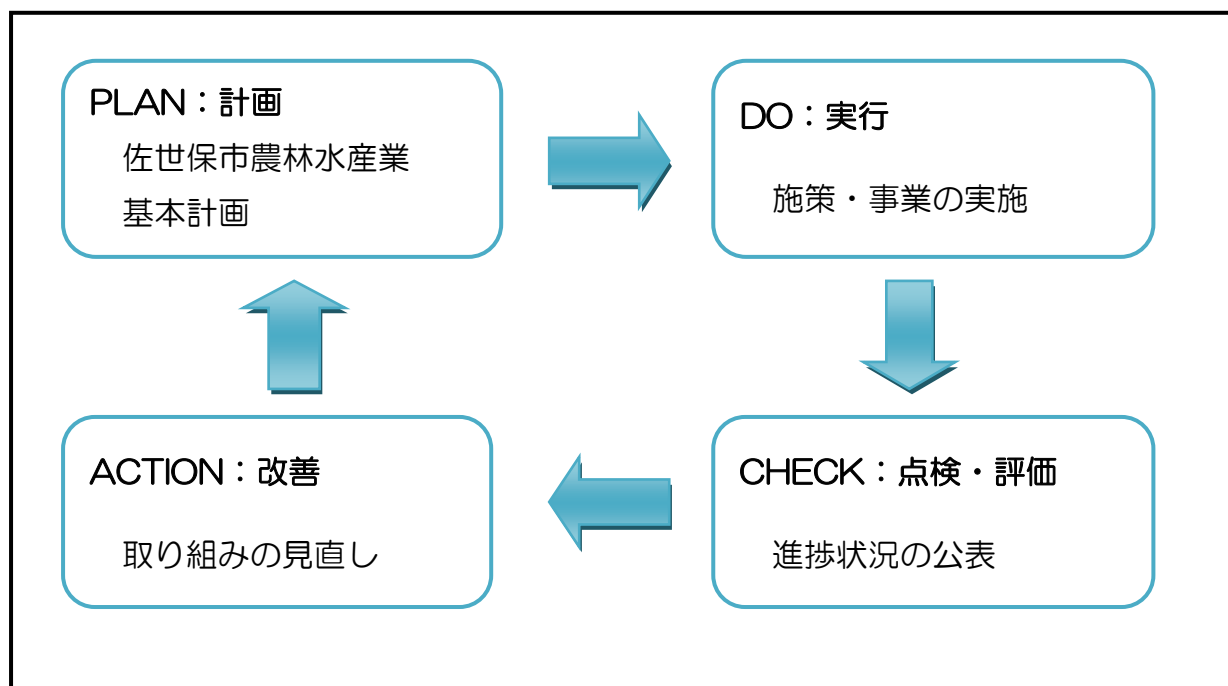 PLAN：計画
佐世保市農林水産業
基本計画
DO：実行
施策・事業の実施
ACTION：改善
取り組みの見直し
CHECK：点検・評価
進捗状況の公表